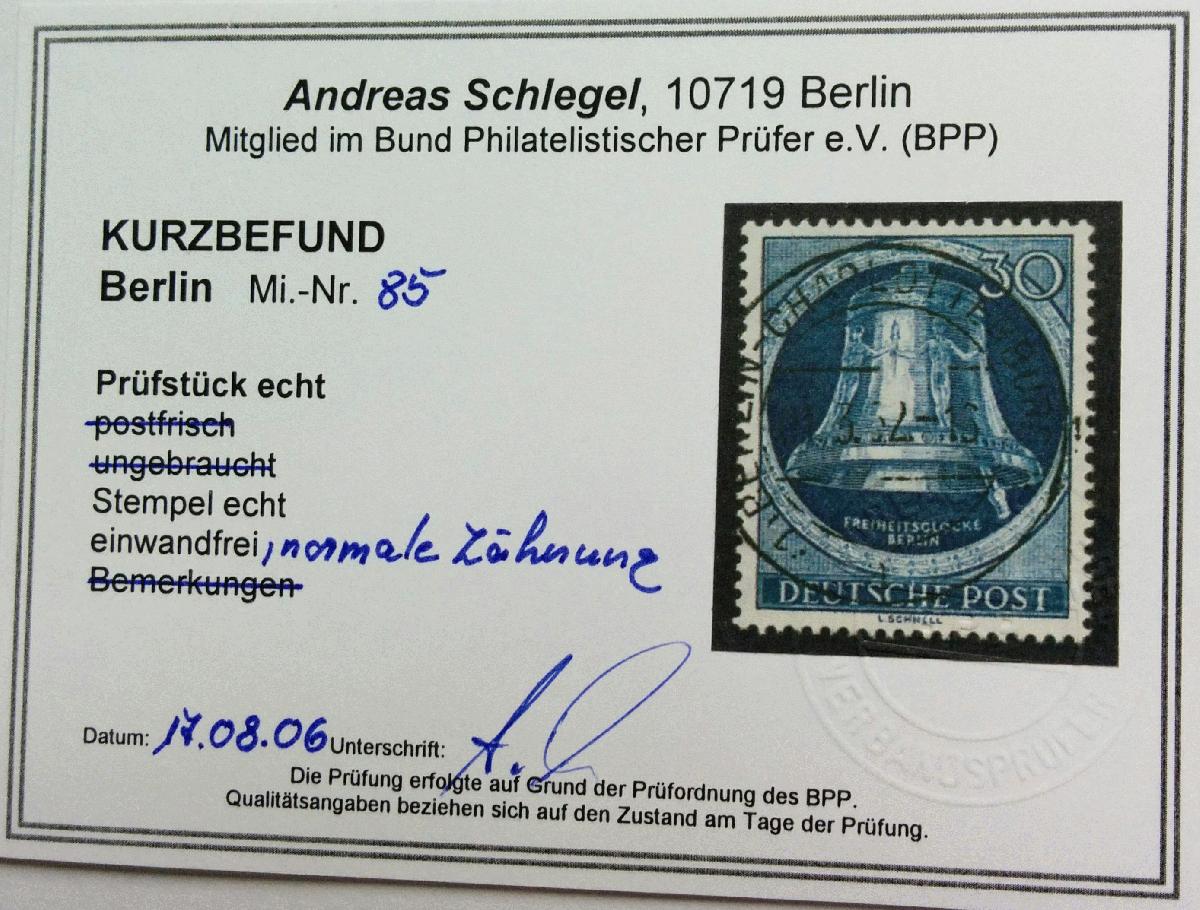 Andreas Schlegel, 10719 Berlin
Mitglied im Bund Philatelistischer Prüfer e.V. (BPP)
KURZBEFUND
Berlin Mi.-Nr. 85
Prüfstück echt
postfrisch
ungebraucht
Stempel echt
einwandfrei, normale Zähnung
Bemerkungen
Datum: 17.08.06 Unterschrift:
Die Prüfung erfolgte auf Grund der Prüfordnung des BPP.
Qualitätsangaben beziehen sich auf den Zustand am Tage der Prüfung.
30
BERLIN-CHARLOTTENBURG
FREIHEITSGLOCKE
BERLIN
DEUTSCHE POST
L. SCHNELL